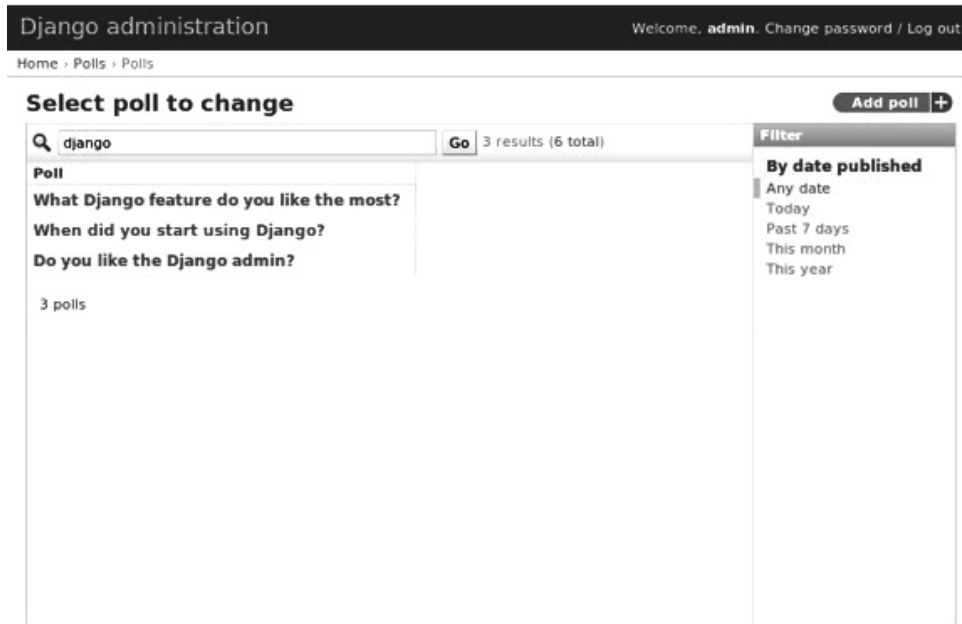 Django administration
Welcome, admin. Change password / Log out
Home › Polls › Polls
Select poll to change
Add poll +
django
Go
3 results (6 total)
Poll
What Django feature do you like the most?
When did you start using Django?
Do you like the Django admin?
3 polls
Filter
By date published
Any date
Today
Past 7 days
This month
This year